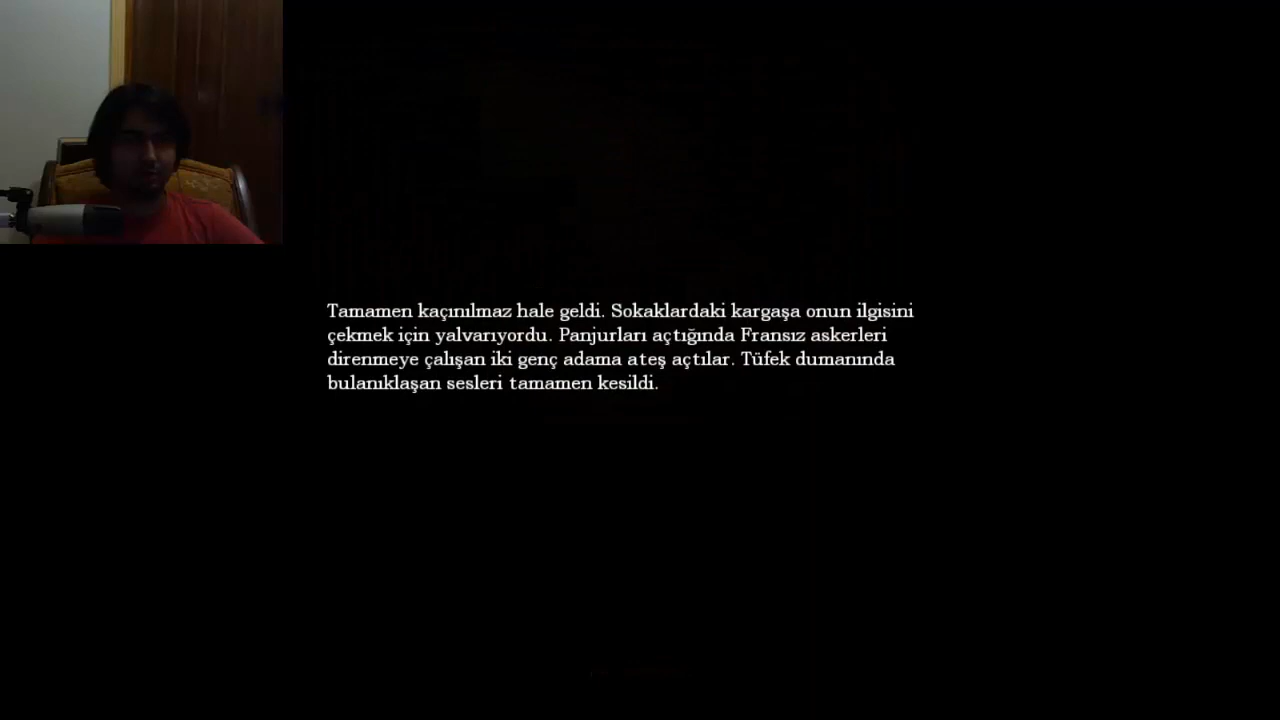 Tamamen kaçınılmaz hale geldi. Sokaklardaki kargaşa onun ilgisini
çekmek için yalvarıyordu. Panjurları açtığında Fransız askerleri
direnmeye çalışan iki genç adama ateş açtılar. Tüfek dumanında
bulanıklaşan sesleri tamamen kesildi.